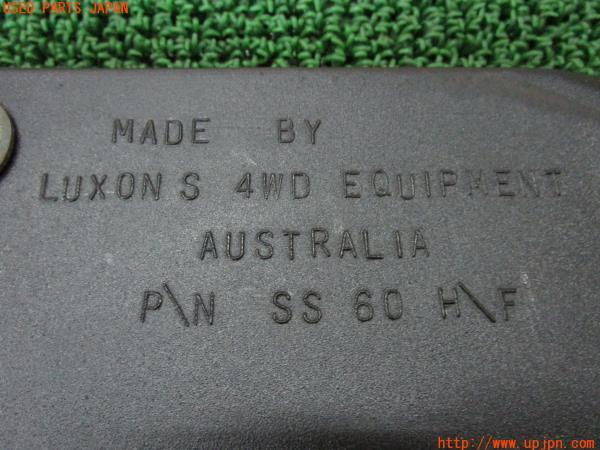 USED PARTS JAPAN
MADE BY
LUXON S 4WD EQUIPMENT
AUSTRALIA
P\N SS 60 H\F
http://www.upjpn.com/